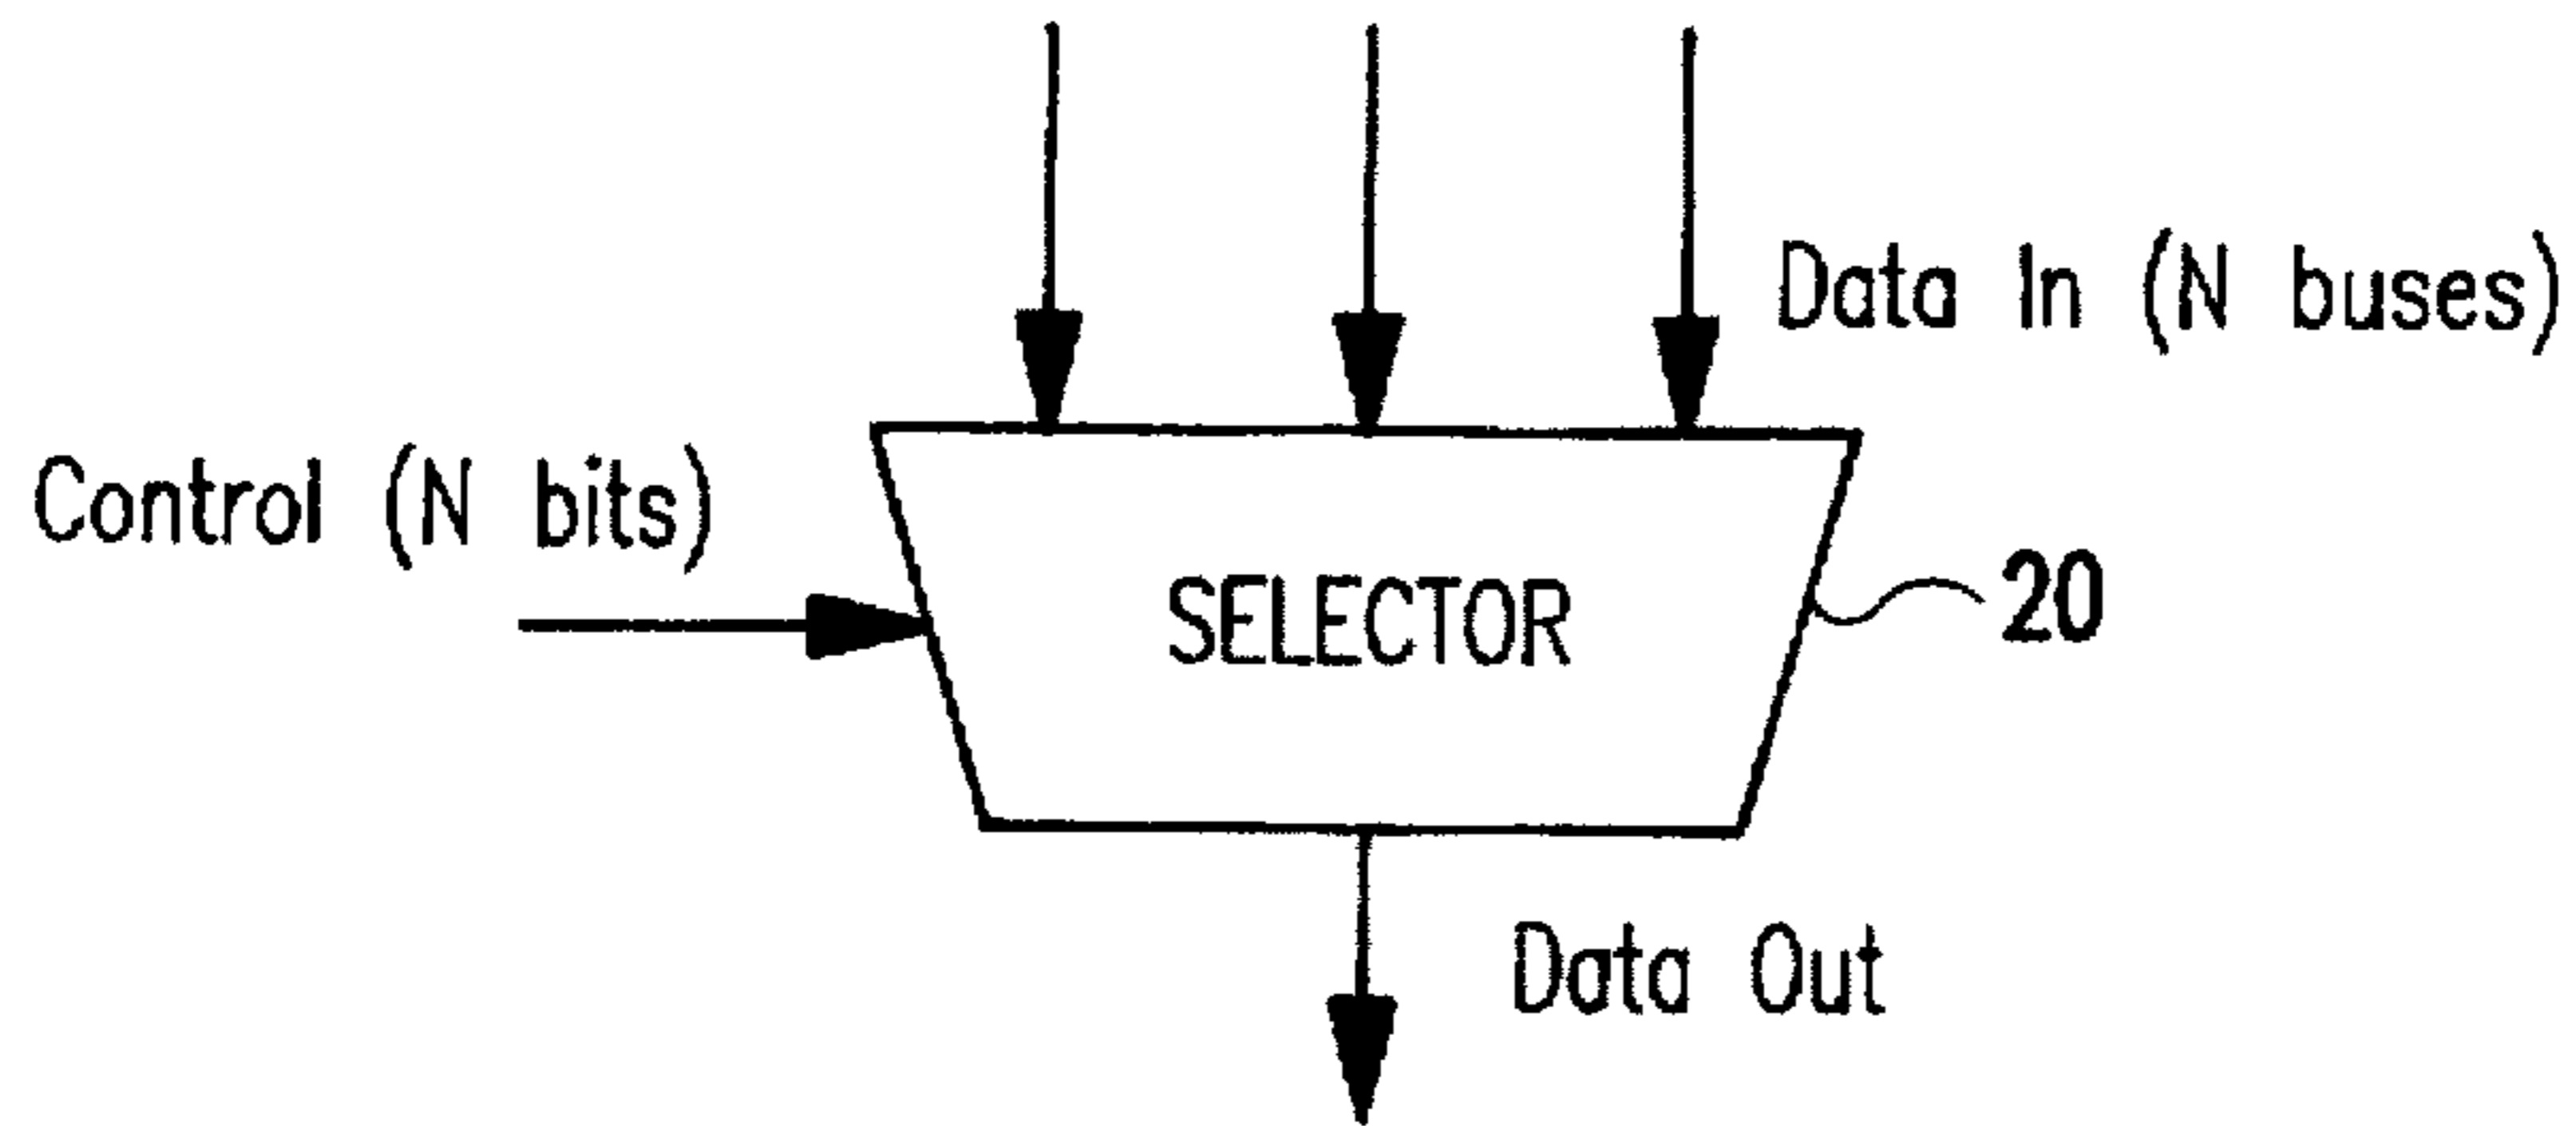 Data In (N buses)
Control (N bits)
SELECTOR
20
Data Out